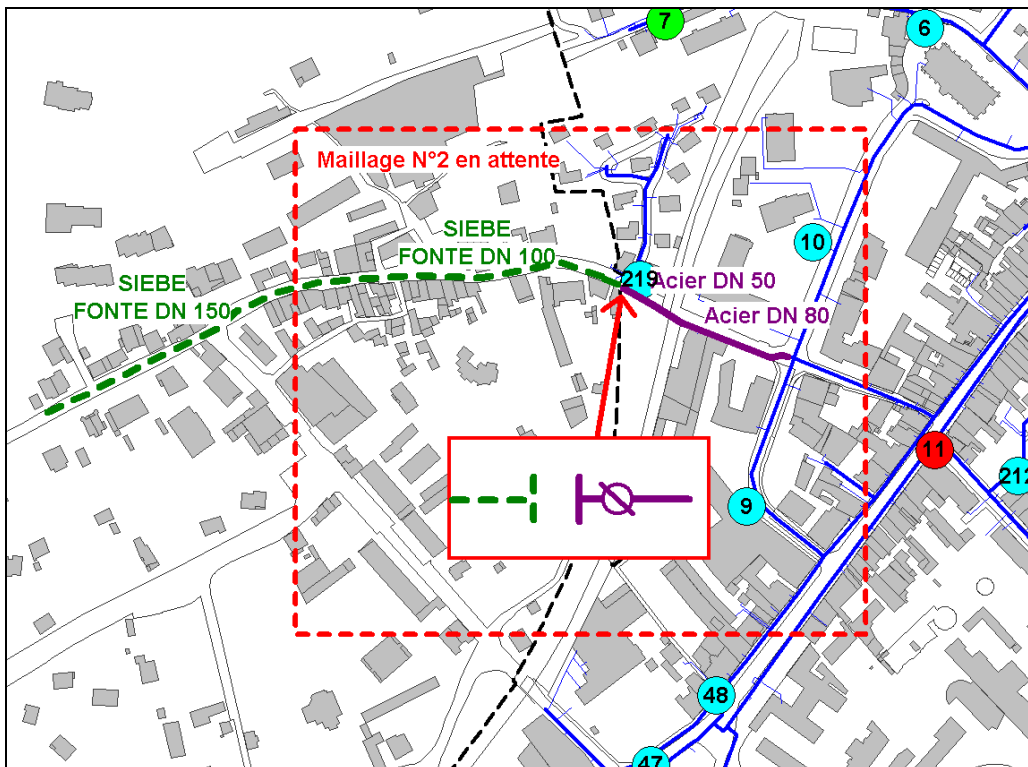 7
6
Maillage N°2 en attente
SIEBE
FONTE DN 100
10
SIEBE
FONTE DN 150
219
Acier DN 50
Acier DN 80
11
212
9
48
47